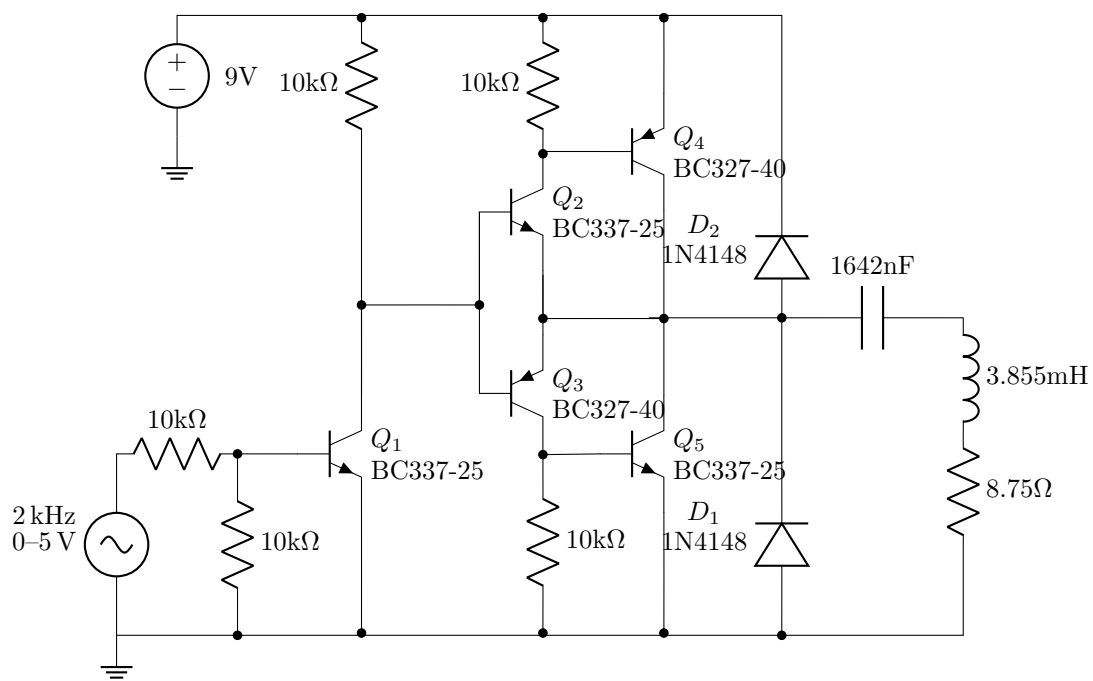 9V
+
−
10kΩ
10kΩ
Q4
BC327-40
Q2
BC337-25
D2
1N4148
1642nF
Q3
BC327-40
3.855mH
10kΩ
Q1
BC337-25
Q5
BC337-25
8.75Ω
2 kHz
0–5 V
10kΩ
10kΩ
D1
1N4148